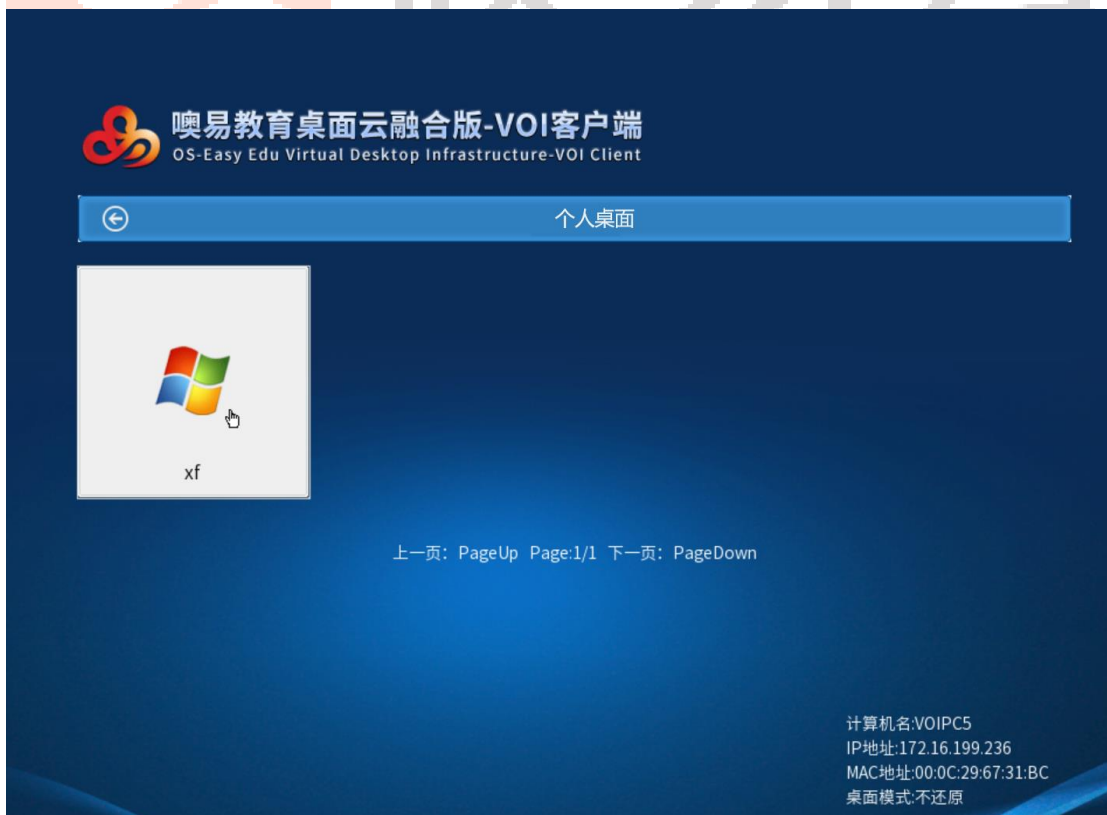 噢易教育桌面云融合版-VOI客户端
OS-Easy Edu Virtual Desktop Infrastructure-VOI Client
个人桌面
xf
上一页：PageUp Page:1/1 下一页：PageDown
计算机名:VOIPC5
IP地址:172.16.199.236
MAC地址:00:0C:29:67:31:BC
桌面模式:不还原